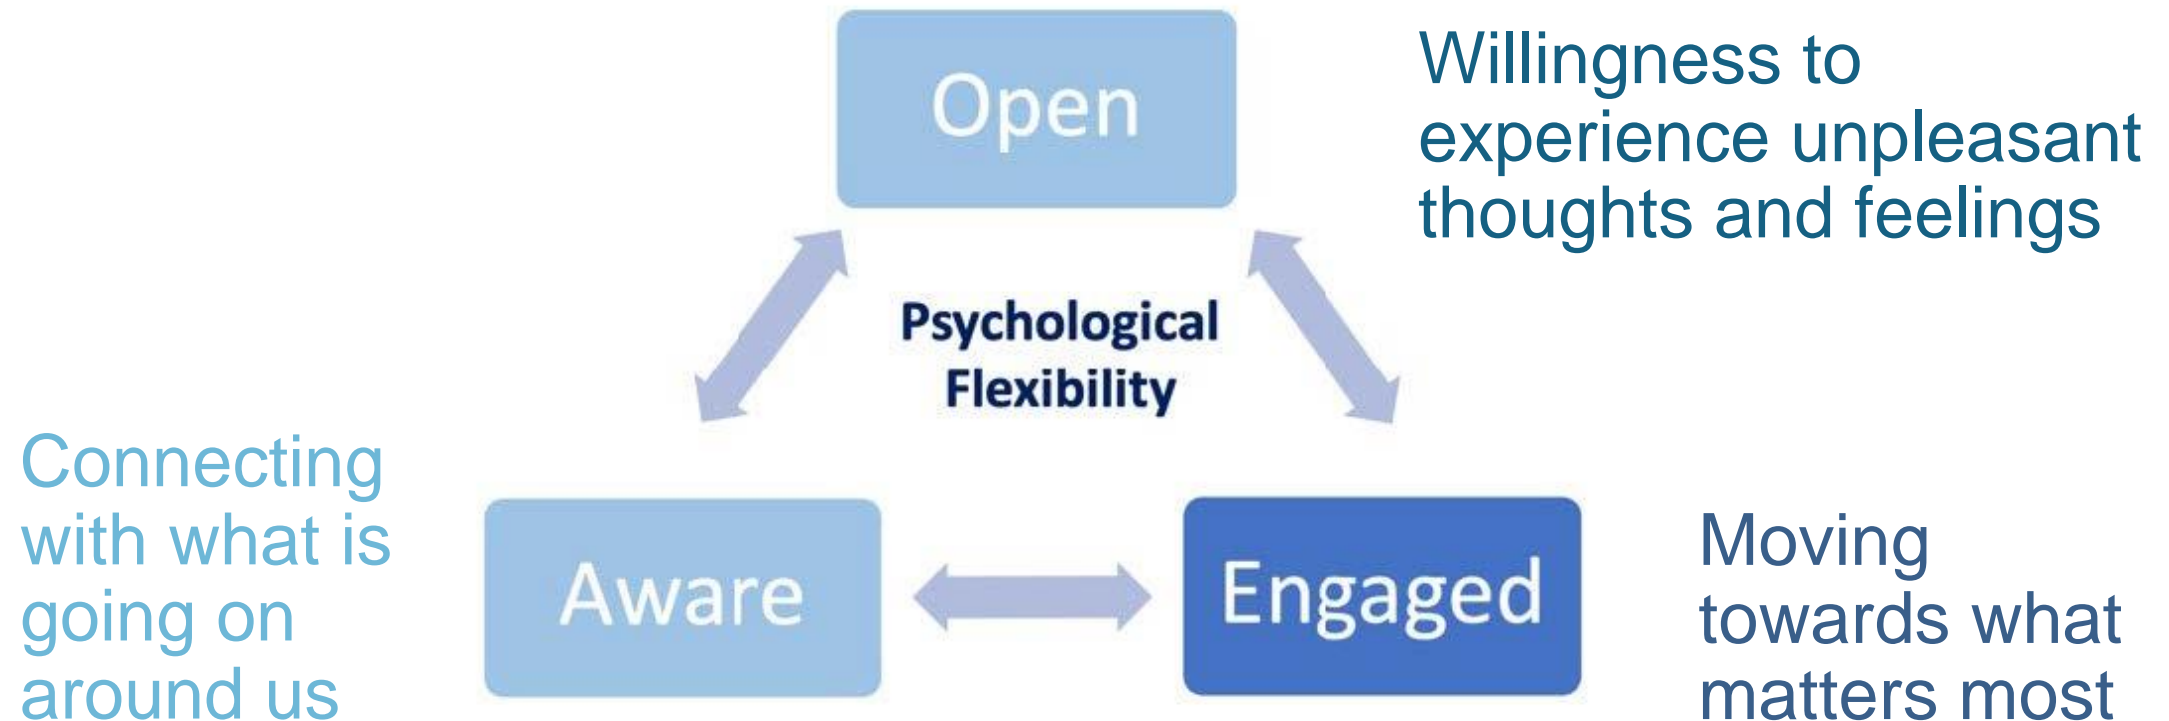 Open
Willingness to
experience unpleasant
thoughts and feelings
Psychological
Flexibility
Connecting
with what is
going on
around us
Aware
Engaged
Moving
towards what
matters most